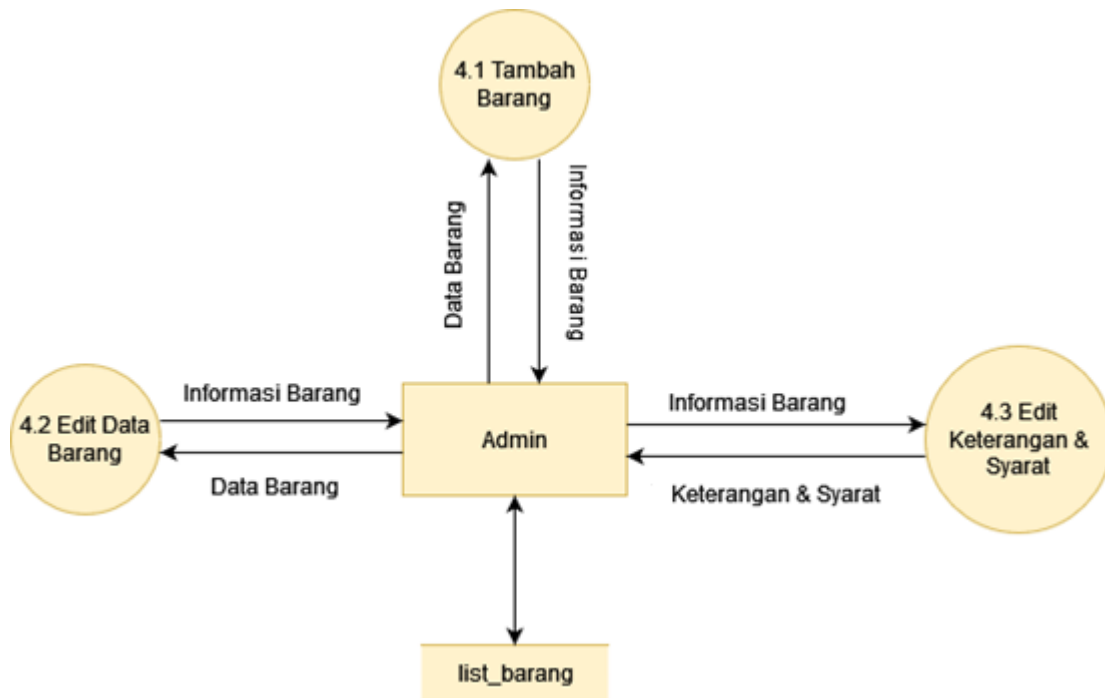 4.1 Tambah
Barang
Data Barang
Informasi Barang
Informasi Barang
4.2 Edit Data
Barang
Data Barang
Admin
Informasi Barang
4.3 Edit
Keterangan &
Syarat
Keterangan & Syarat
list_barang